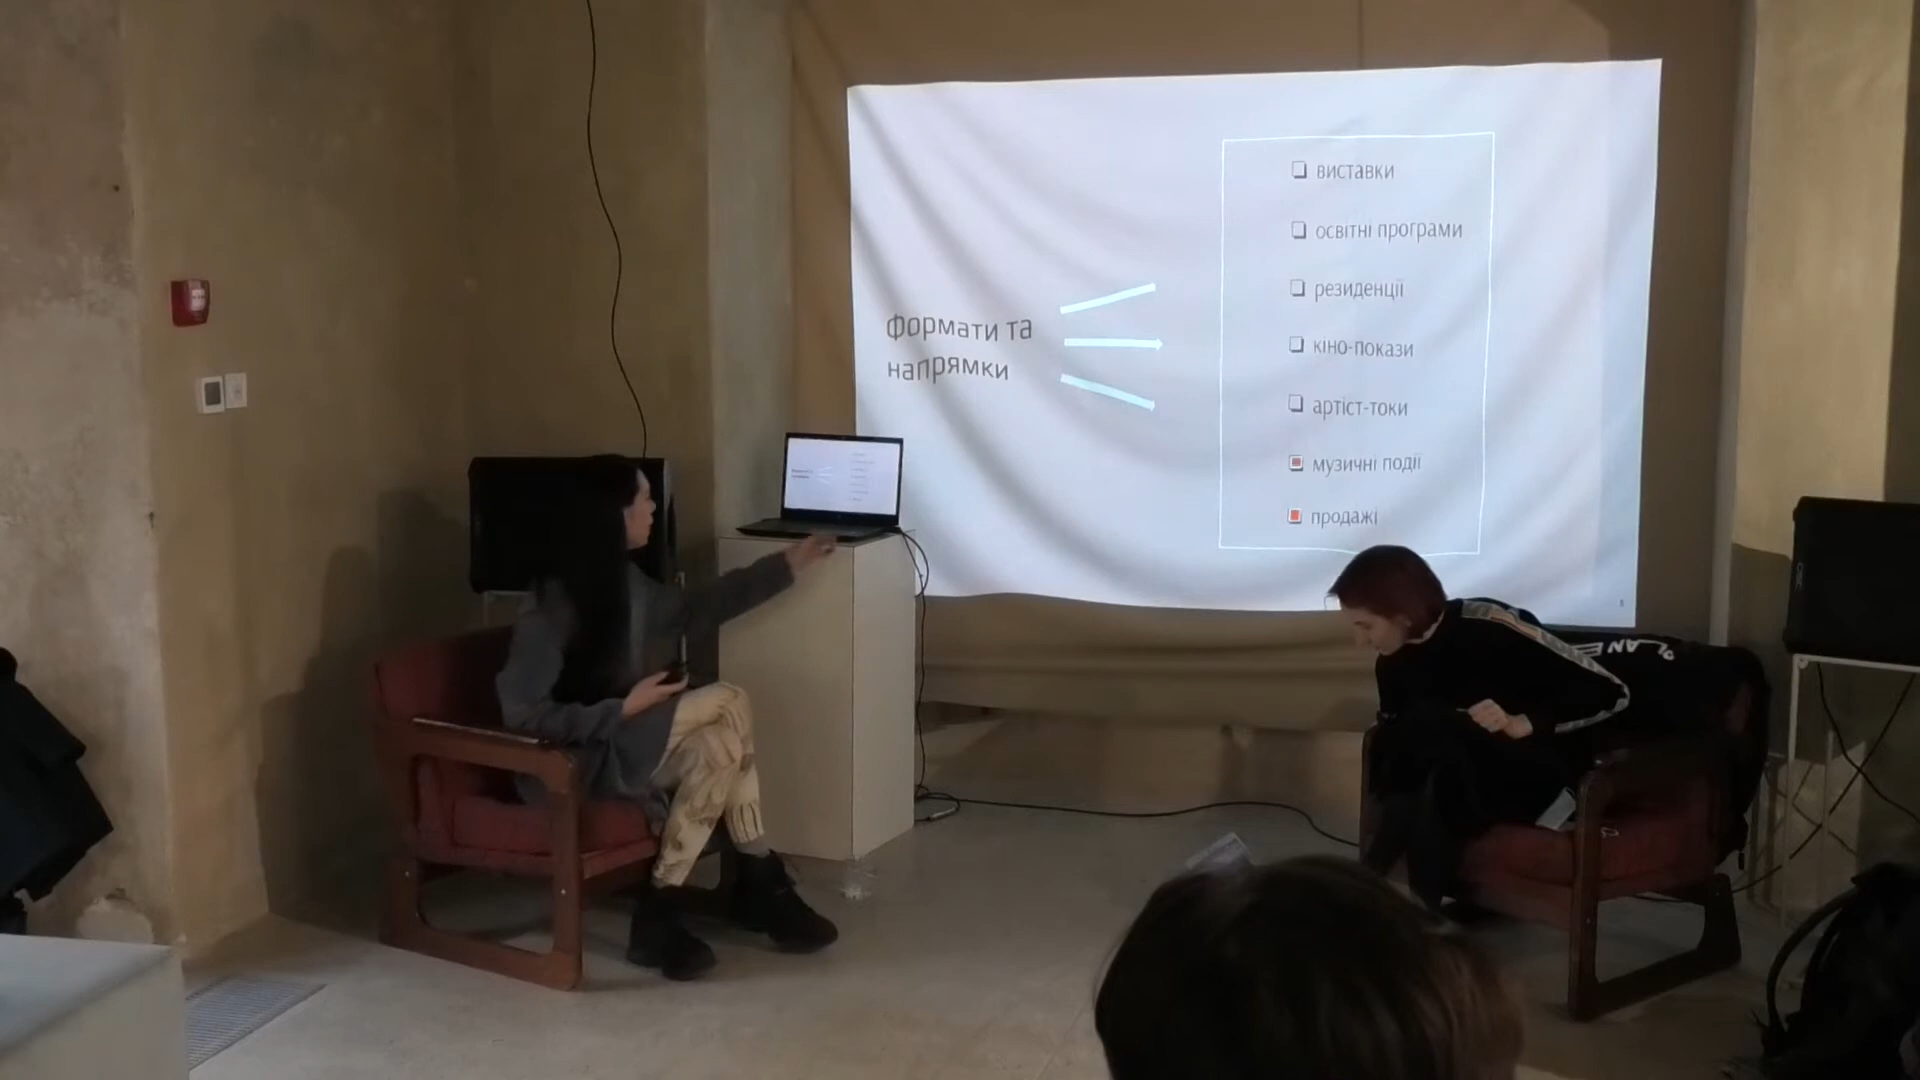 Формати та
напрямки
виставки
освітні програми
резиденції
кіно-покази
артіст-токи
музичні події
продажі